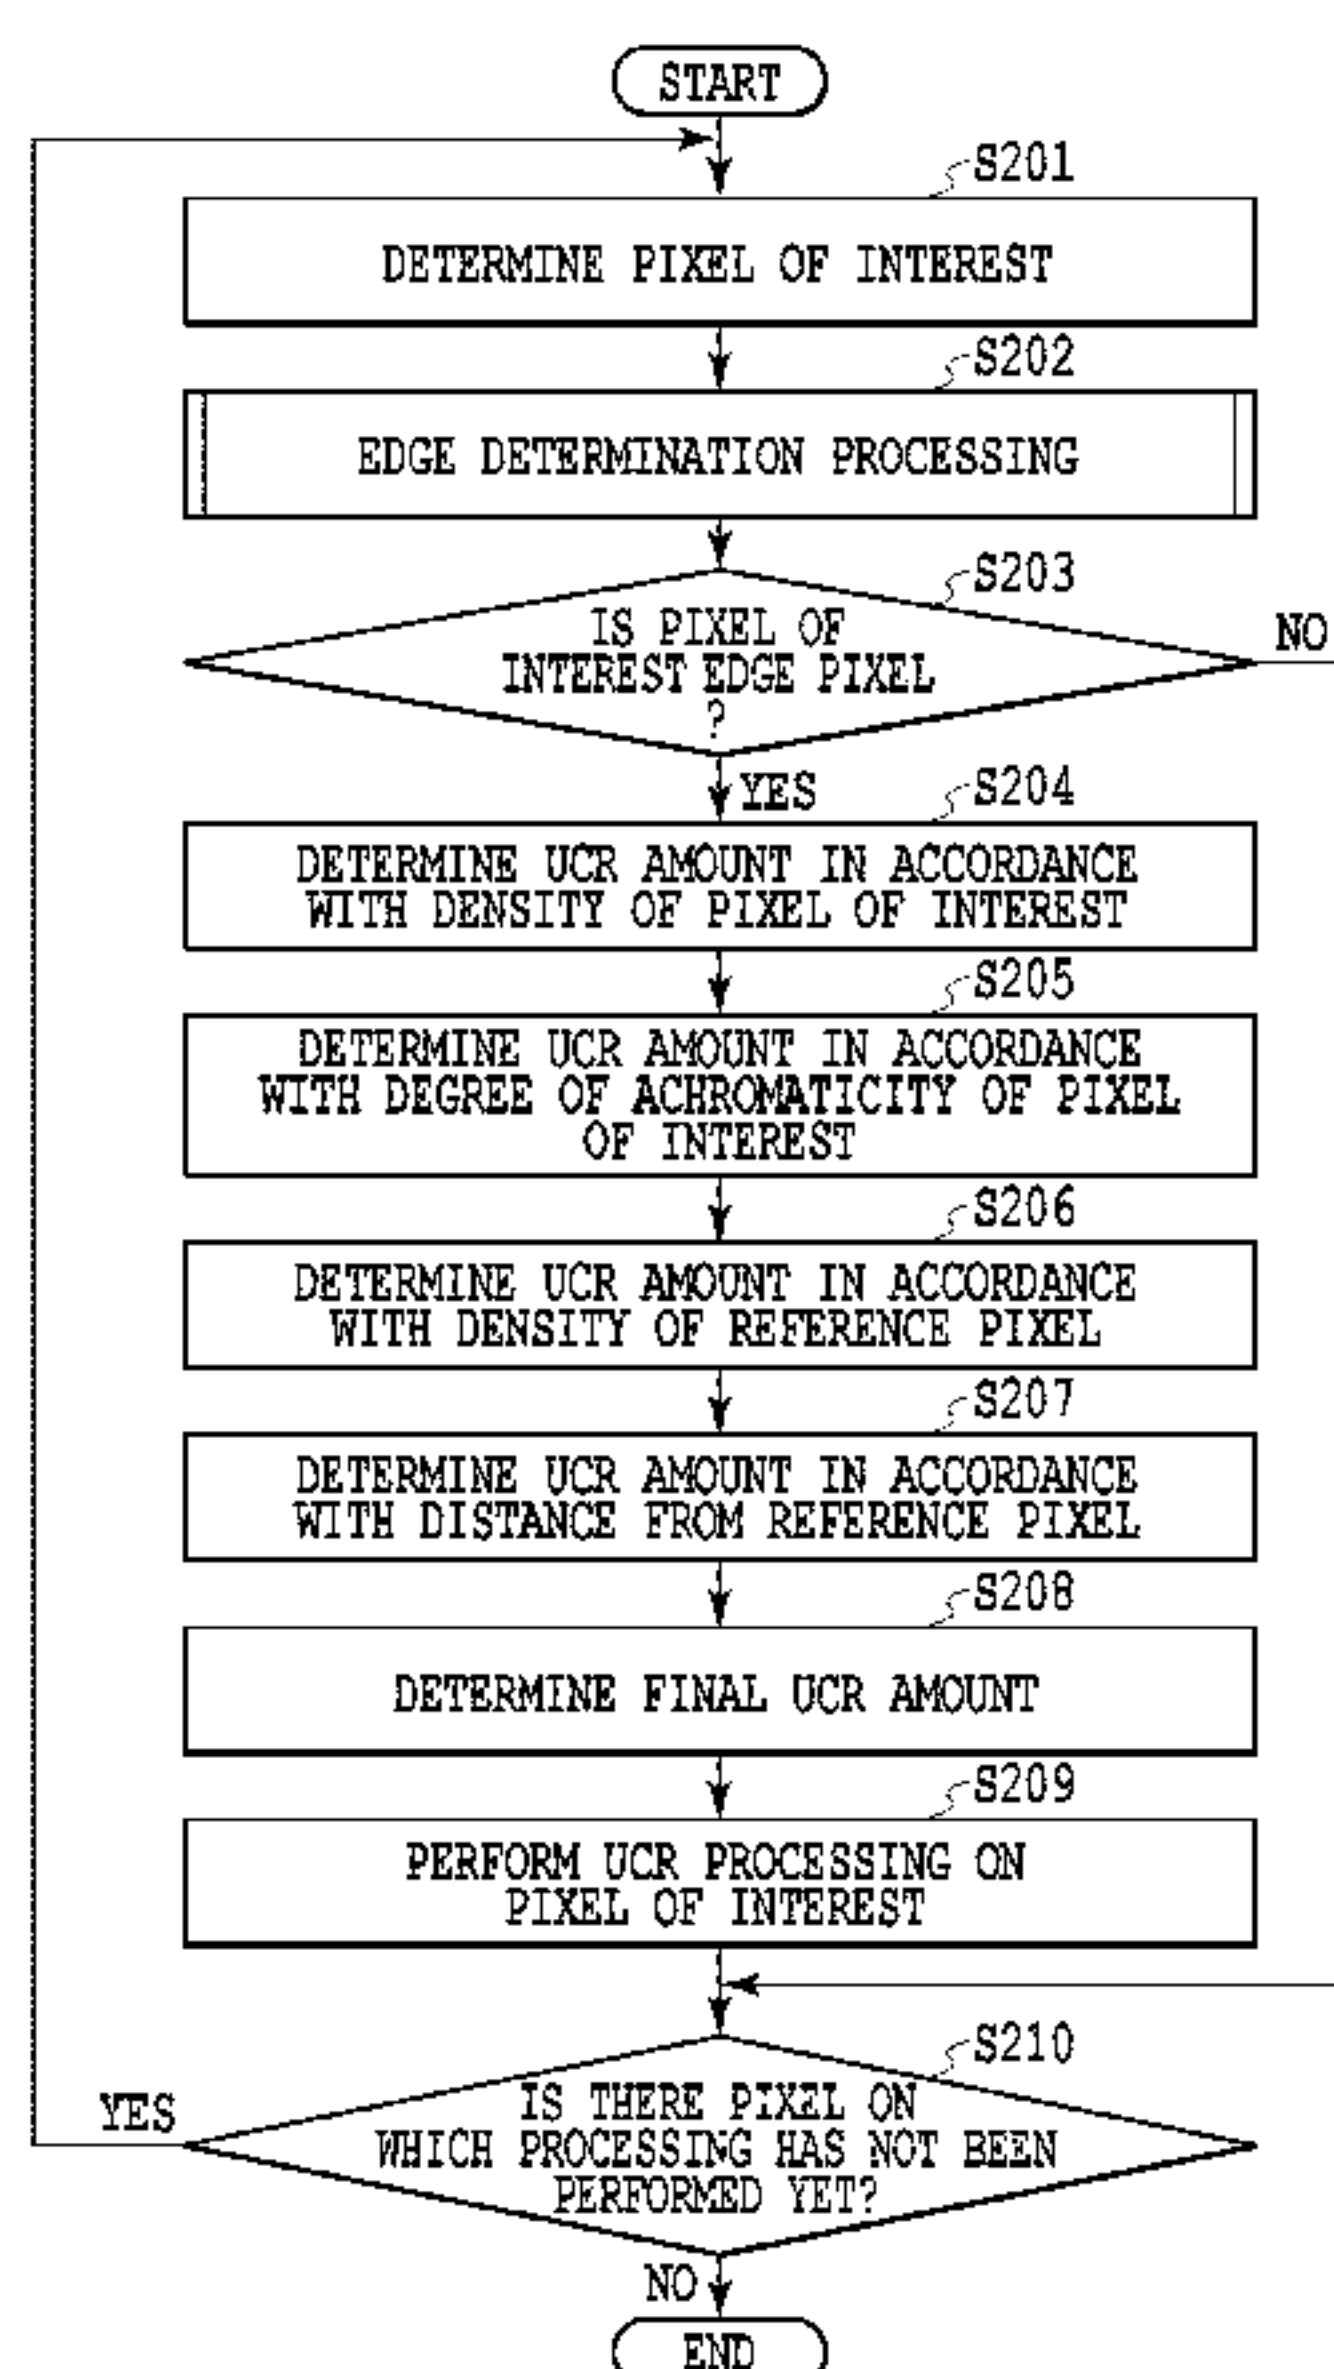 START
S201
DETERMINE PIXEL OF INTEREST
S202
EDGE DETERMINATION PROCESSING
S203
IS PIXEL OF
INTEREST EDGE PIXEL
?
NO
YES
S204
DETERMINE UCR AMOUNT IN ACCORDANCE
WITH DENSITY OF PIXEL OF INTEREST
S205
DETERMINE UCR AMOUNT IN ACCORDANCE
WITH DEGREE OF ACHROMATICITY OF PIXEL
OF INTEREST
S206
DETERMINE UCR AMOUNT IN ACCORDANCE
WITH DENSITY OF REFERENCE PIXEL
S207
DETERMINE UCR AMOUNT IN ACCORDANCE
WITH DISTANCE FROM REFERENCE PIXEL
S208
DETERMINE FINAL UCR AMOUNT
S209
PERFORM UCR PROCESSING ON
PIXEL OF INTEREST
S210
YES
IS THERE PIXEL ON
WHICH PROCESSING HAS NOT BEEN
PERFORMED YET?
NO
END